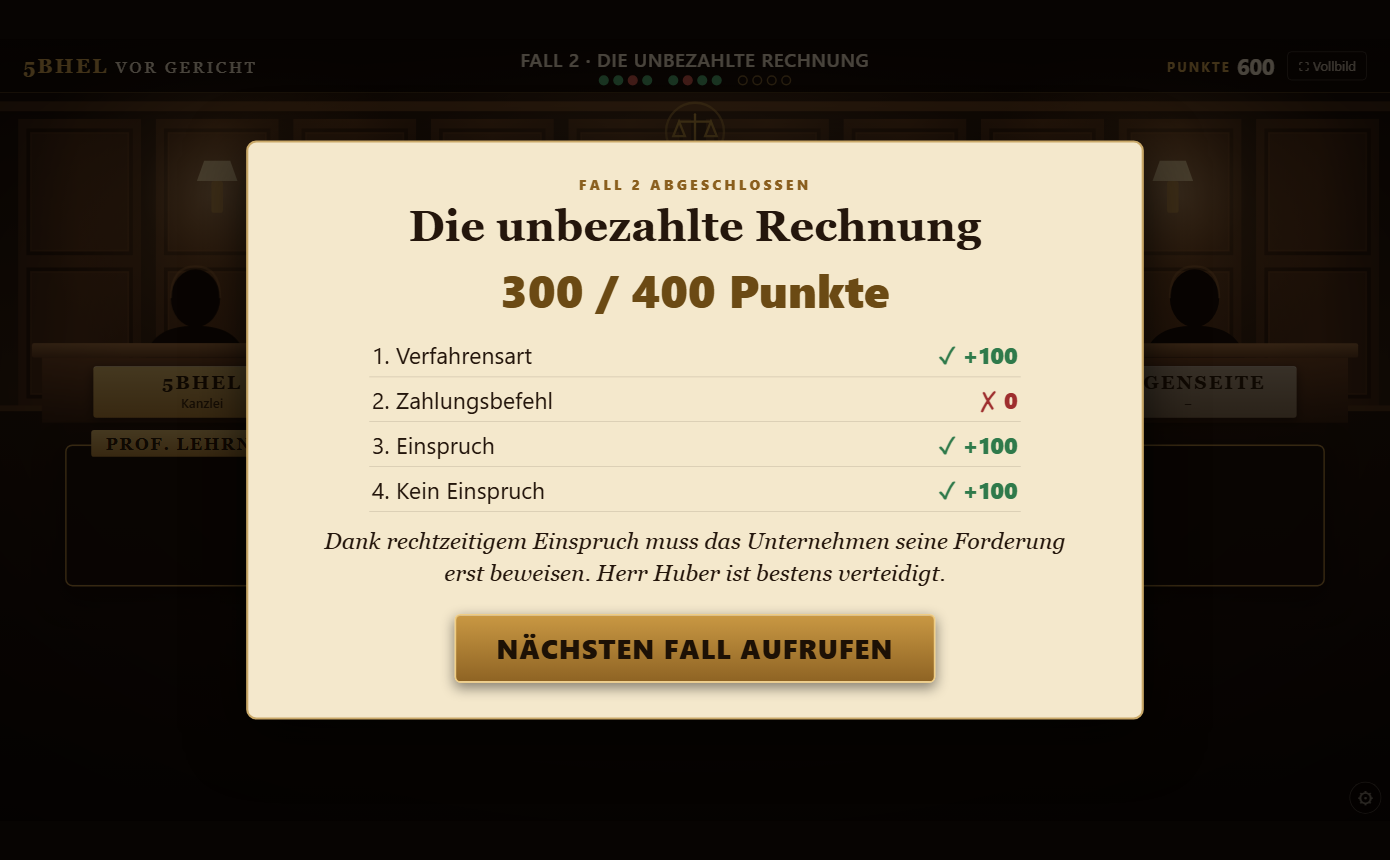 5BHEL VOR GERICHT
FALL 2 · DIE UNBEZAHLTE RECHNUNG
PUNKTE 600
Vollbild
FALL 2 ABGESCHLOSSEN
Die unbezahlte Rechnung
300 / 400 Punkte
1. Verfahrensart ✓ +100
2. Zahlungsbefehl ✗ 0
3. Einspruch ✓ +100
4. Kein Einspruch ✓ +100
Dank rechtzeitigem Einspruch muss das Unternehmen seine Forderung
erst beweisen. Herr Huber ist bestens verteidigt.
NÄCHSTEN FALL AUFRUFEN
5BHEL
Kanzlei
PROF. LEHRN
GENSEITE
–